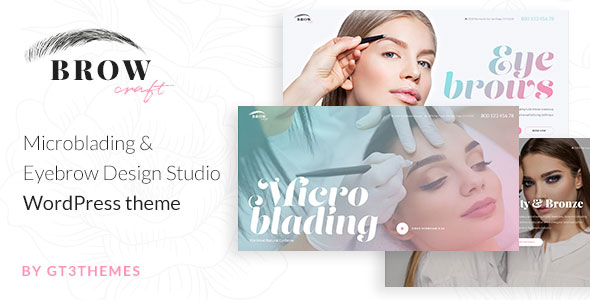 BROW
craft
Microblading &
Eyebrow Design Studio
WordPress theme
BY GT3THEMES
Eye
brows
BROW
800 123 456 78
Micro
blading
ty & Bronze